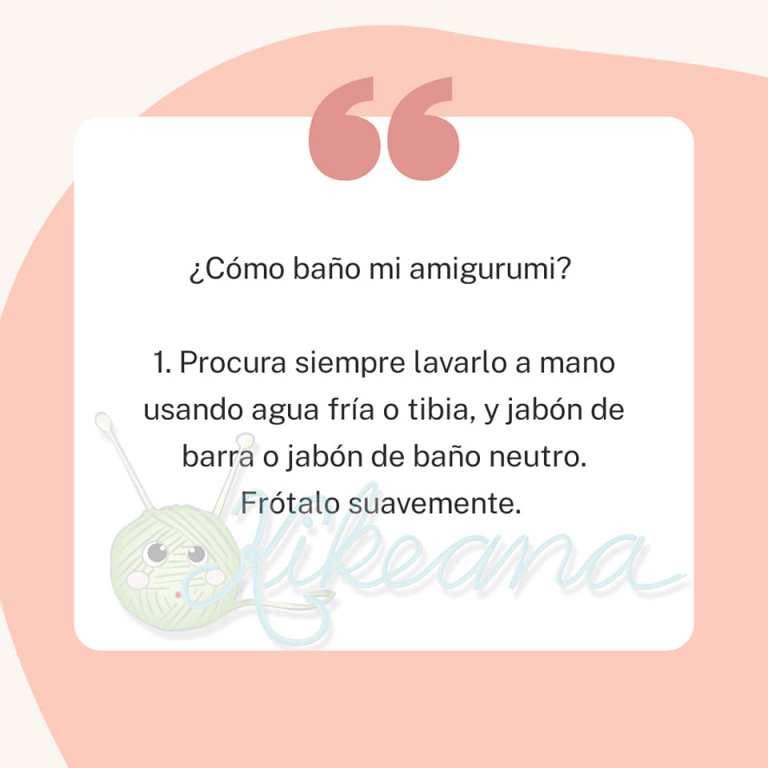 ¿Cómo baño mi amigurumi?
1. Procura siempre lavarlo a mano
usando agua fría o tibia, y jabón de
barra o jabón de baño neutro.
Frótalo suavemente.
Kikeana